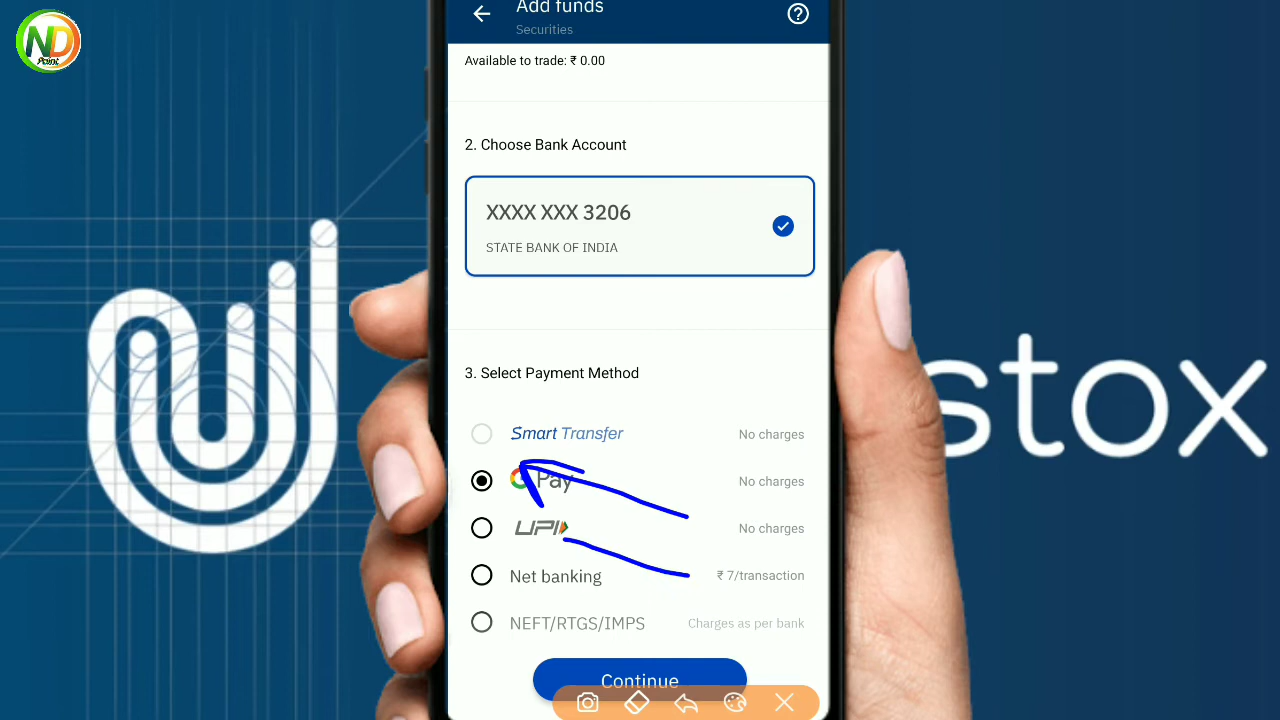 Add funds
Securities
ND
Point
Available to trade: ₹ 0.00
2. Choose Bank Account
XXXX XXX 3206
STATE BANK OF INDIA
stox
3. Select Payment Method
Smart Transfer No charges
G Pay No charges
UPI No charges
Net banking ₹ 7/transaction
NEFT/RTGS/IMPS Charges as per bank
Continue